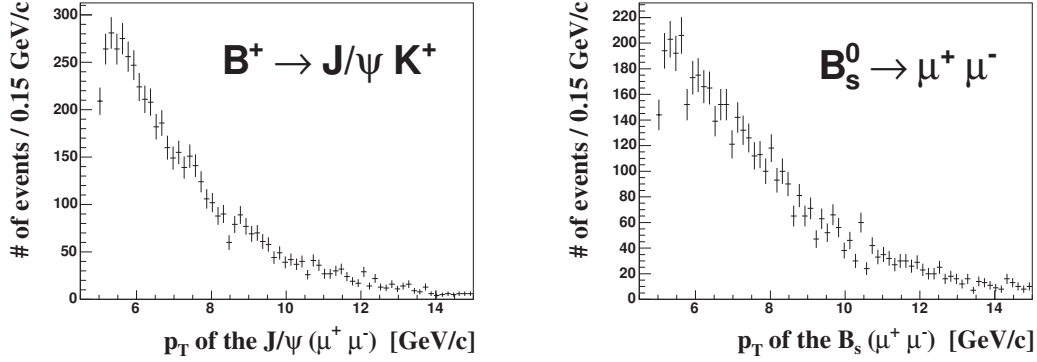 # of events / 0.15 GeV/c
300
250
200
150
100
50
0
B⁺ → J/ψ K⁺
6 8 10 12 14
p_T of the J/ψ (μ⁺ μ⁻) [GeV/c]
# of events / 0.15 GeV/c
220
200
180
160
140
120
100
80
60
40
20
0
B_s⁰ → μ⁺ μ⁻
6 8 10 12 14
p_T of the B_s (μ⁺ μ⁻) [GeV/c]